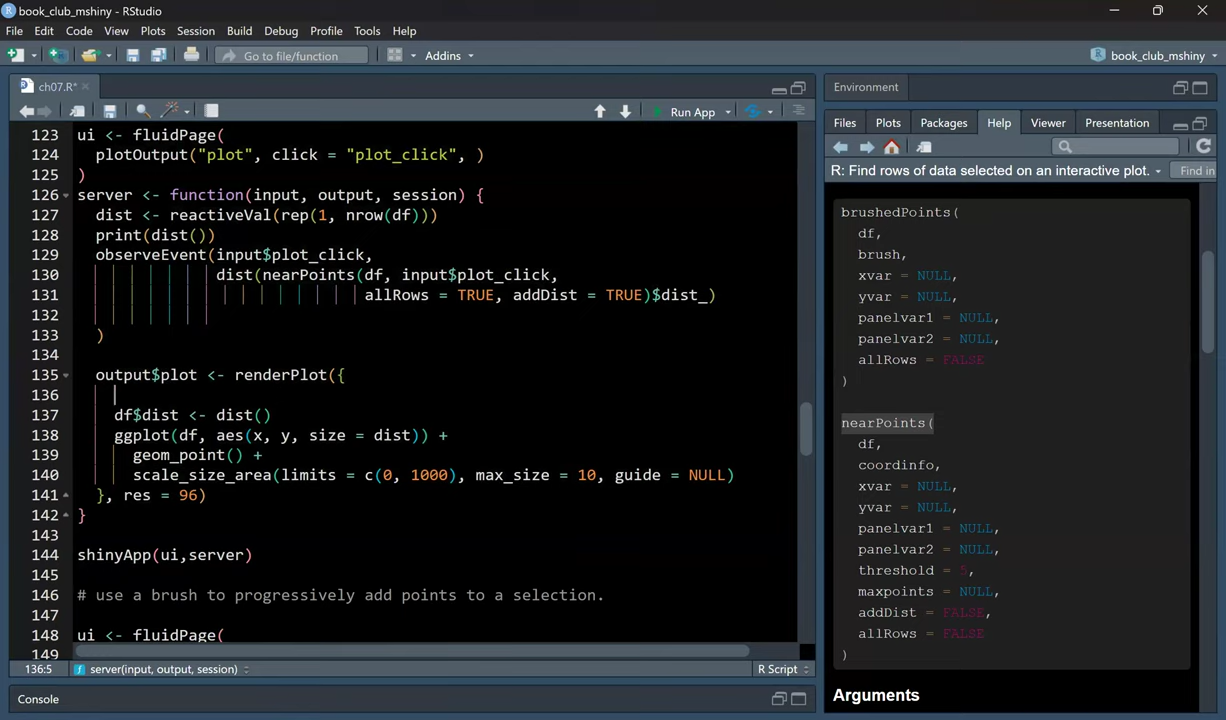 book_club_mshiny - RStudio
File Edit Code View Plots Session Build Debug Profile Tools Help
Go to file/function Addins book_club_mshiny
ch07.R*
Run App
123 ui <- fluidPage(
124 plotOutput("plot", click = "plot_click", )
125 )
126 server <- function(input, output, session) {
127 dist <- reactiveVal(rep(1, nrow(df)))
128 print(dist())
129 observeEvent(input$plot_click,
130 dist(nearPoints(df, input$plot_click,
131 allRows = TRUE, addDist = TRUE)$dist_)
132
133 )
134
135 output$plot <- renderPlot({
136
137 df$dist <- dist()
138 ggplot(df, aes(x, y, size = dist)) +
139 geom_point() +
140 scale_size_area(limits = c(0, 1000), max_size = 10, guide = NULL)
141 }, res = 96)
142 }
143
144 shinyApp(ui,server)
145
146 # use a brush to progressively add points to a selection.
147
148 ui <- fluidPage(
149
136:5 server(input, output, session) R Script
Console
Environment
Files Plots Packages Help Viewer Presentation
R: Find rows of data selected on an interactive plot. Find in
brushedPoints(
df,
brush,
xvar = NULL,
yvar = NULL,
panelvar1 = NULL,
panelvar2 = NULL,
allRows = FALSE
)
nearPoints(
df,
coordinfo,
xvar = NULL,
yvar = NULL,
panelvar1 = NULL,
panelvar2 = NULL,
threshold = 5,
maxpoints = NULL,
addDist = FALSE,
allRows = FALSE
)
Arguments